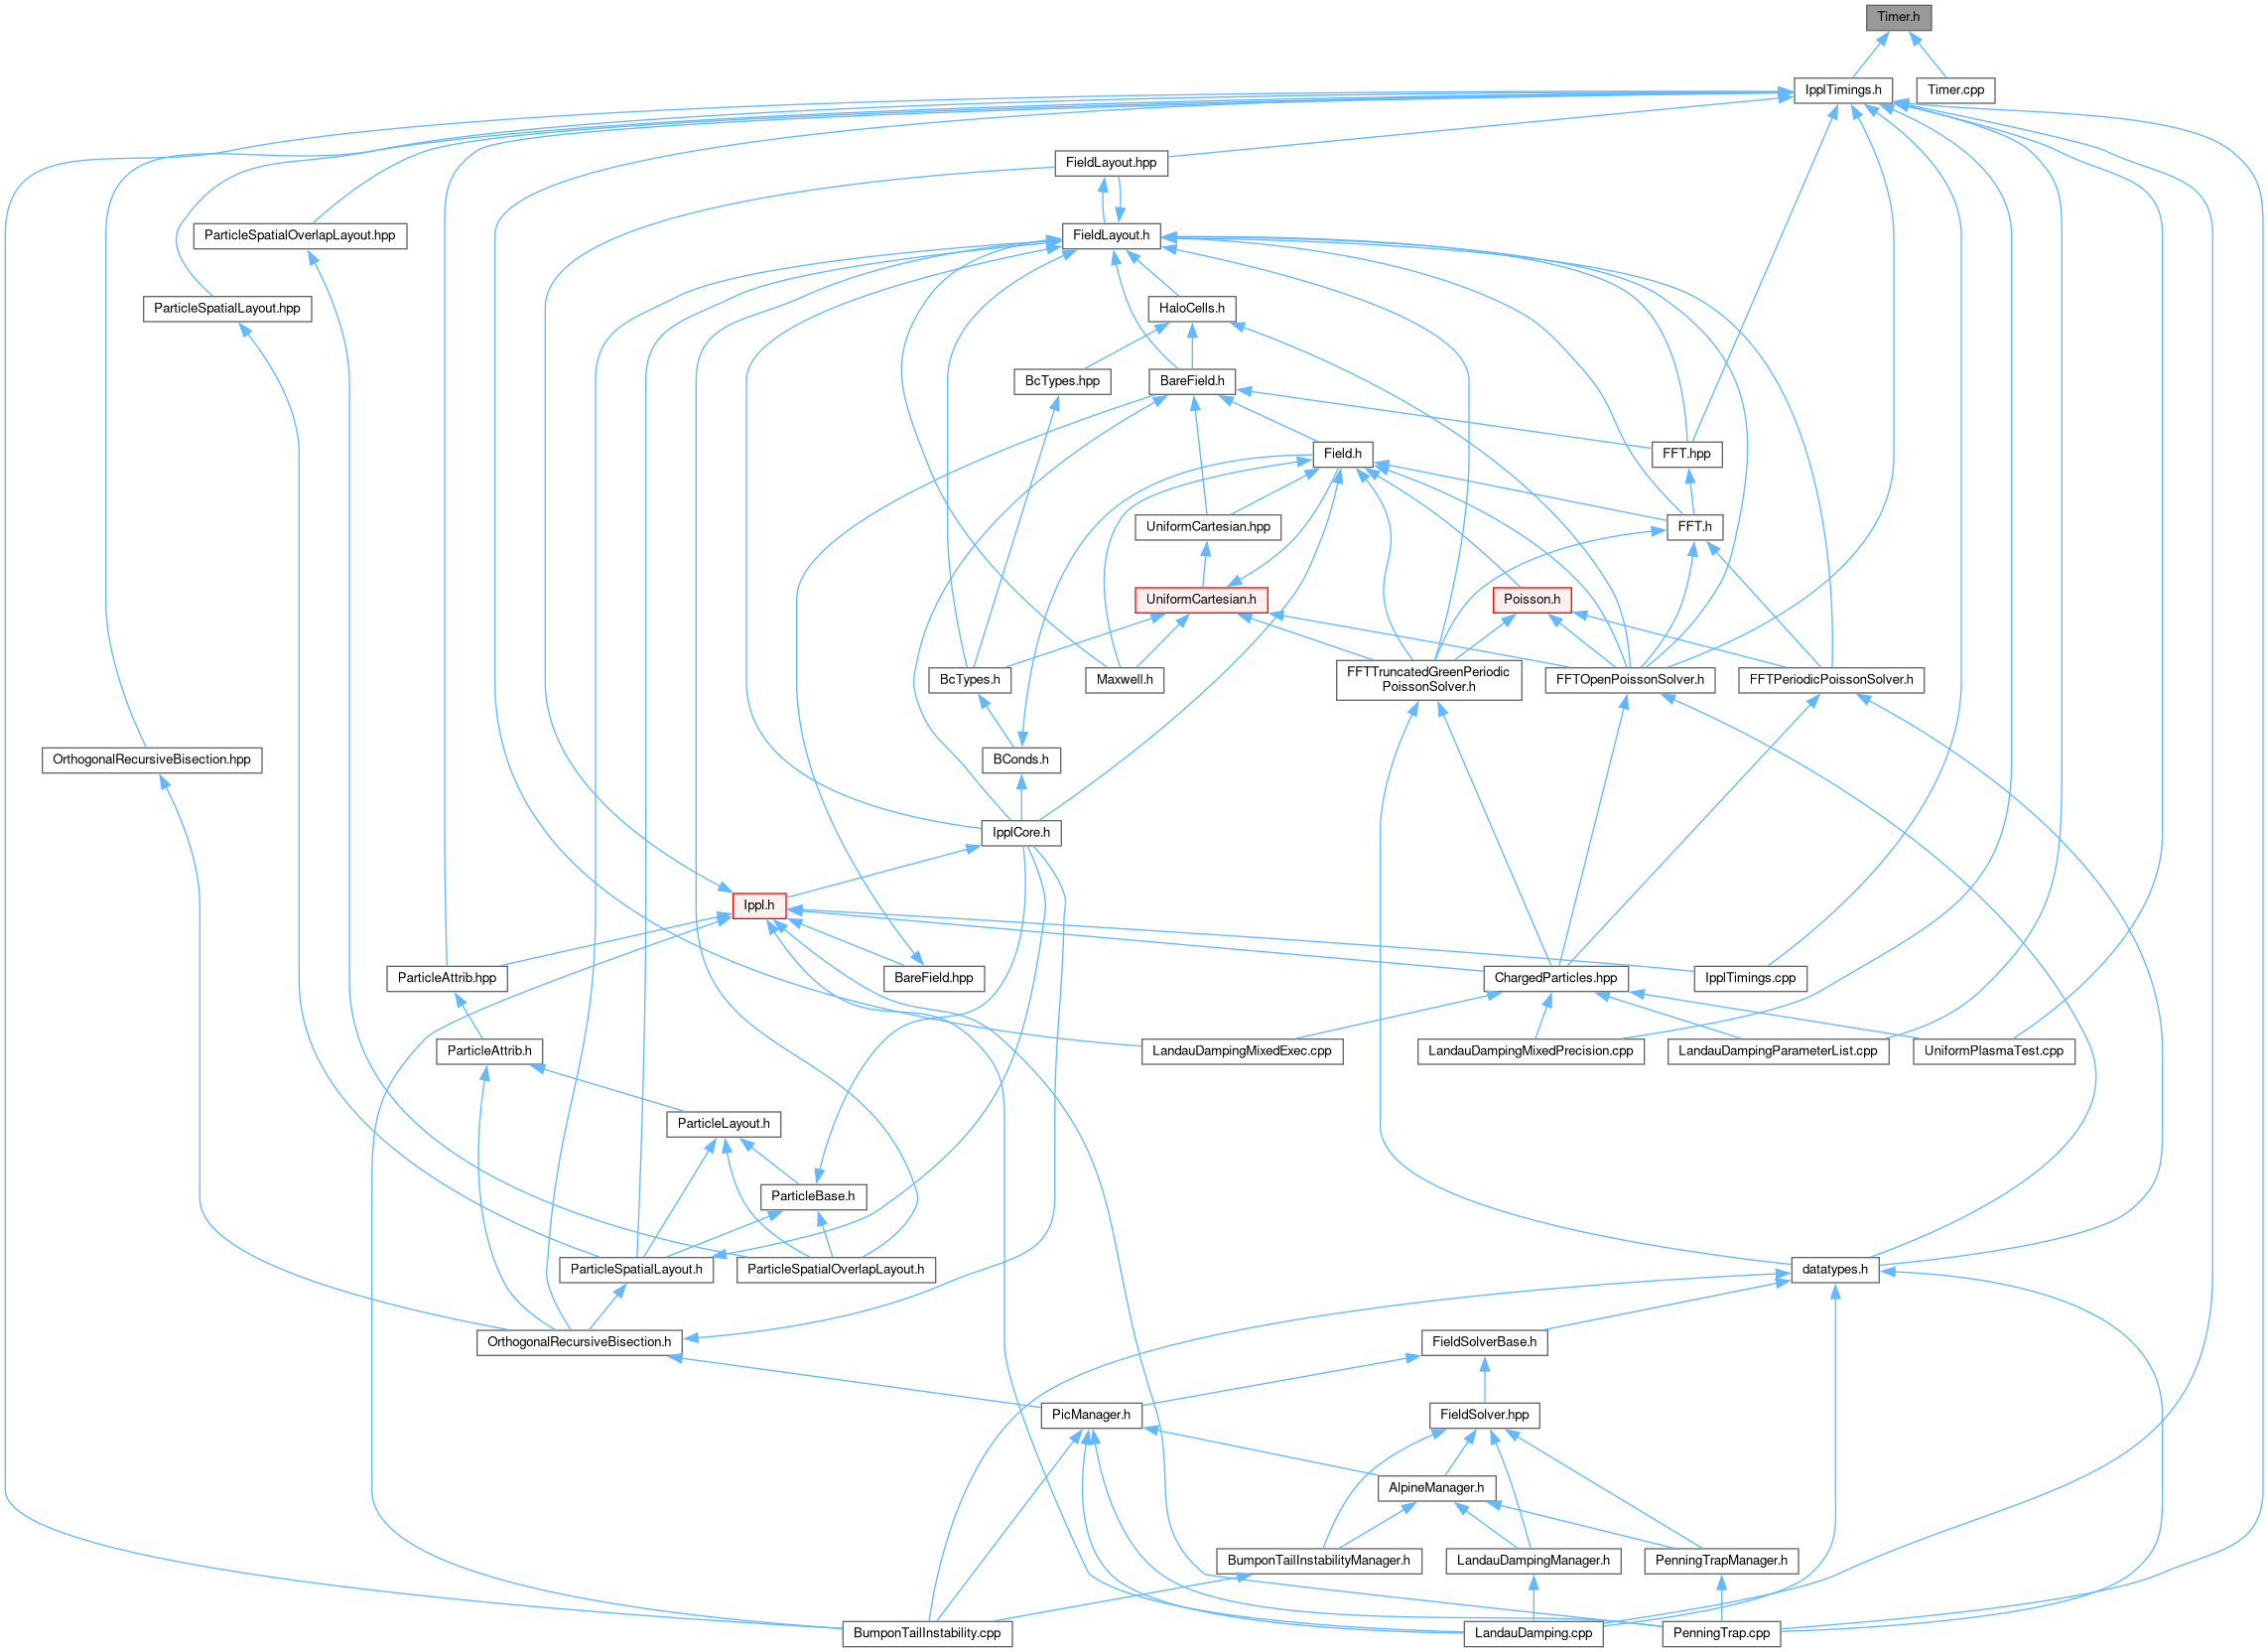 Timer.h
IpplTimings.h
Timer.cpp
FieldLayout.hpp
ParticleSpatialOverlapLayout.hpp
FieldLayout.h
ParticleSpatialLayout.hpp
HaloCells.h
BcTypes.hpp
BareField.h
Field.h
FFT.hpp
UniformCartesian.hpp
FFT.h
UniformCartesian.h
Poisson.h
BcTypes.h
Maxwell.h
FFTTruncatedGreenPeriodic
PoissonSolver.h
FFTOpenPoissonSolver.h
FFTPeriodicPoissonSolver.h
OrthogonalRecursiveBisection.hpp
BConds.h
IpplCore.h
Ippl.h
ParticleAttrib.hpp
BareField.hpp
ChargedParticles.hpp
IpplTimings.cpp
ParticleAttrib.h
LandauDampingMixedExec.cpp
LandauDampingMixedPrecision.cpp
LandauDampingParameterList.cpp
UniformPlasmaTest.cpp
ParticleLayout.h
ParticleBase.h
ParticleSpatialLayout.h
ParticleSpatialOverlapLayout.h
datatypes.h
OrthogonalRecursiveBisection.h
FieldSolverBase.h
PicManager.h
FieldSolver.hpp
AlpineManager.h
BumponTailInstabilityManager.h
LandauDampingManager.h
PenningTrapManager.h
BumponTailInstability.cpp
LandauDamping.cpp
PenningTrap.cpp